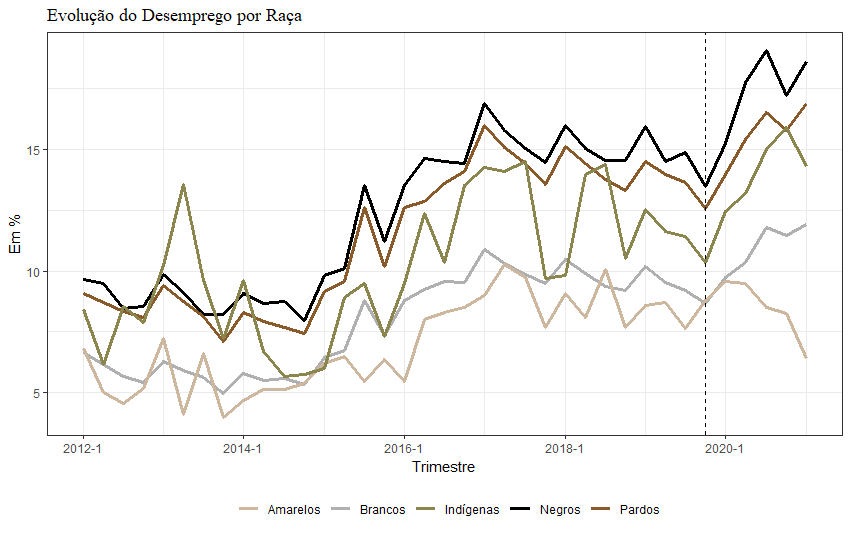 Evolução do Desemprego por Raça
Em %
15
10
5
2012-1 2014-1 2016-1 2018-1 2020-1
Trimestre
Amarelos Brancos Indígenas Negros Pardos